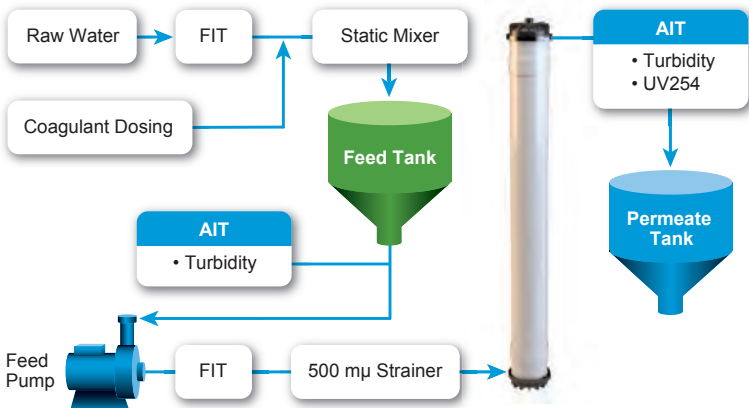 Raw Water
FIT
Static Mixer
AIT
• Turbidity
• UV254
Coagulant Dosing
Feed Tank
Permeate
Tank
AIT
• Turbidity
Feed
Pump
FIT
500 mµ Strainer